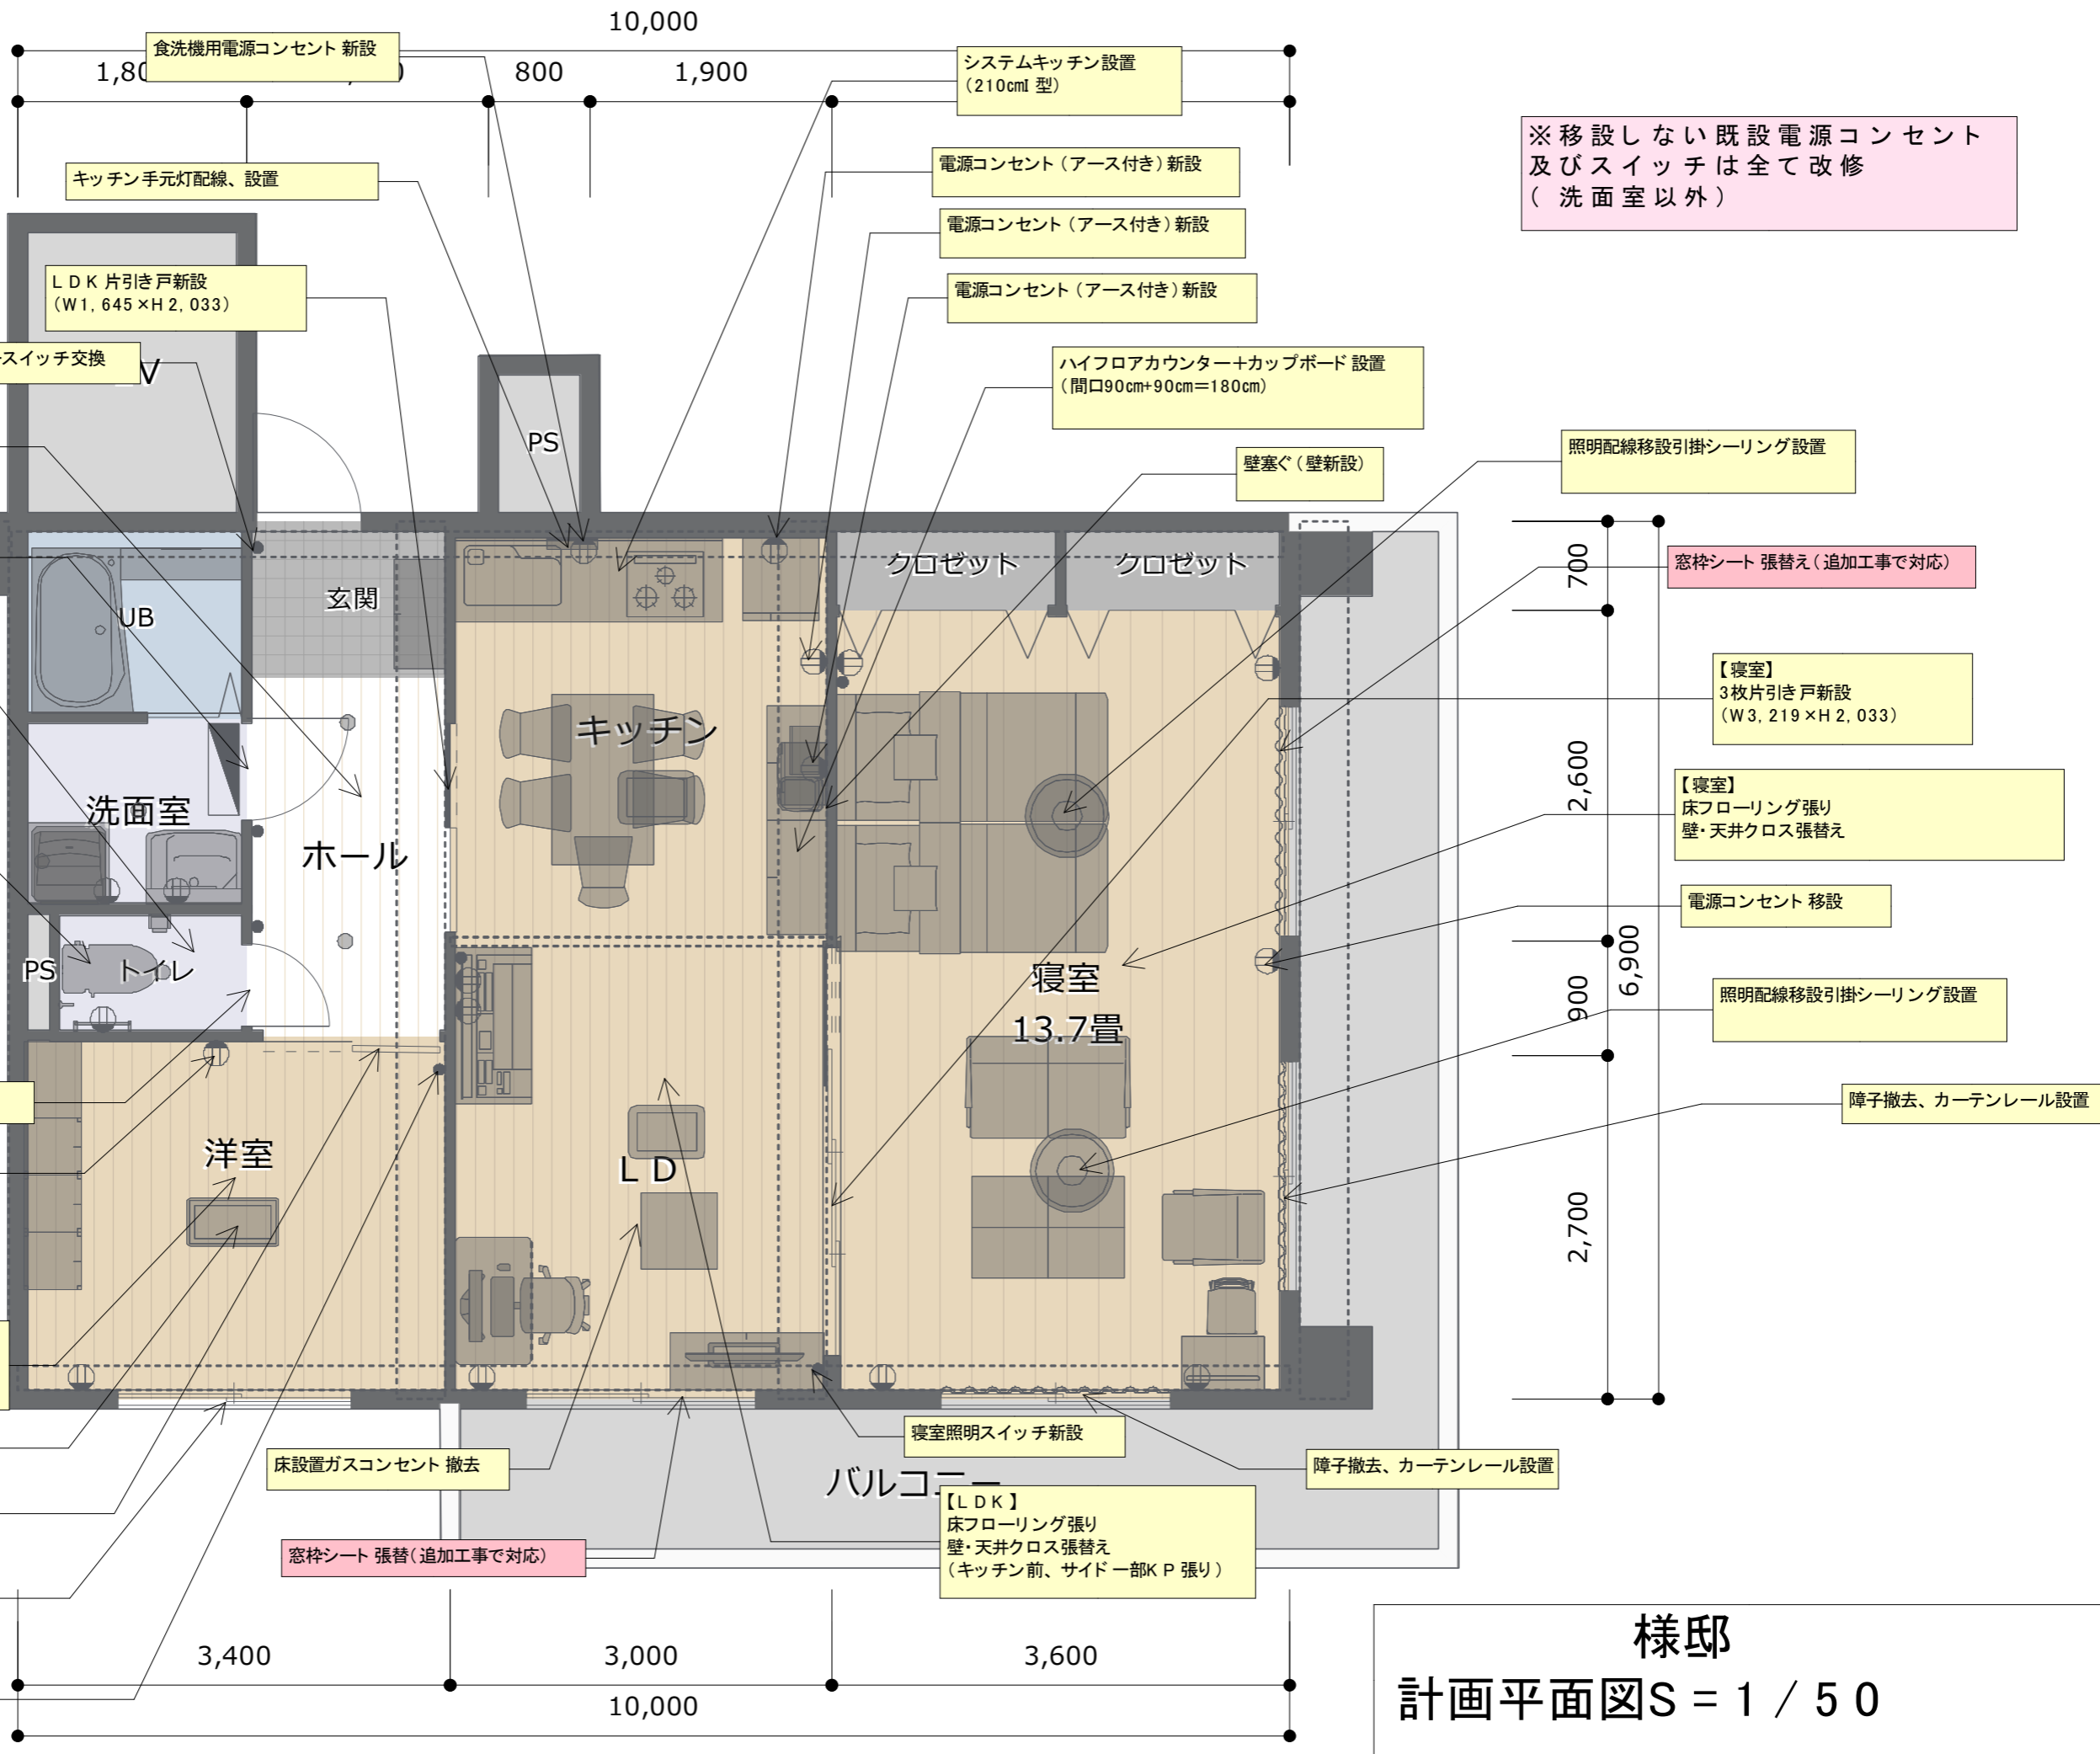 10,000
食洗機用電源コンセント新設
1,80
800
1,900
システムキッチン設置
(210cmI型)
※移設しない既設電源コンセント
及びスイッチは全て改修
(洗面室以外)
キッチン手元灯配線、設置
電源コンセント(アース付き)新設
電源コンセント(アース付き)新設
電源コンセント(アース付き)新設
LDK片引き戸新設
(W1,645×H2,033)
スイッチ交換
V
ハイフロアカウンター+カップボード設置
(間口90cm+90cm=180cm)
PS
壁塞ぐ(壁新設)
照明配線移設引掛シーリング設置
クロゼット
クロゼット
700
窓枠シート張替え(追加工事で対応)
玄関
UB
【寝室】
3枚片引き戸新設
(W3,219×H2,033)
キッチン
2,600
【寝室】
床フローリング張り
壁・天井クロス張替え
洗面室
ホール
電源コンセント移設
PS
トイレ
寝室
13.7畳
900
6,900
照明配線移設引掛シーリング設置
障子撤去、カーテンレール設置
洋室
LD
2,700
寝室照明スイッチ新設
床設置ガスコンセント撤去
障子撤去、カーテンレール設置
バルコニー
【LDK】
床フローリング張り
壁・天井クロス張替え
(キッチン前、サイド一部KP張り)
窓枠シート張替(追加工事で対応)
3,400
3,000
3,600
10,000
様邸
計画平面図S=1/50